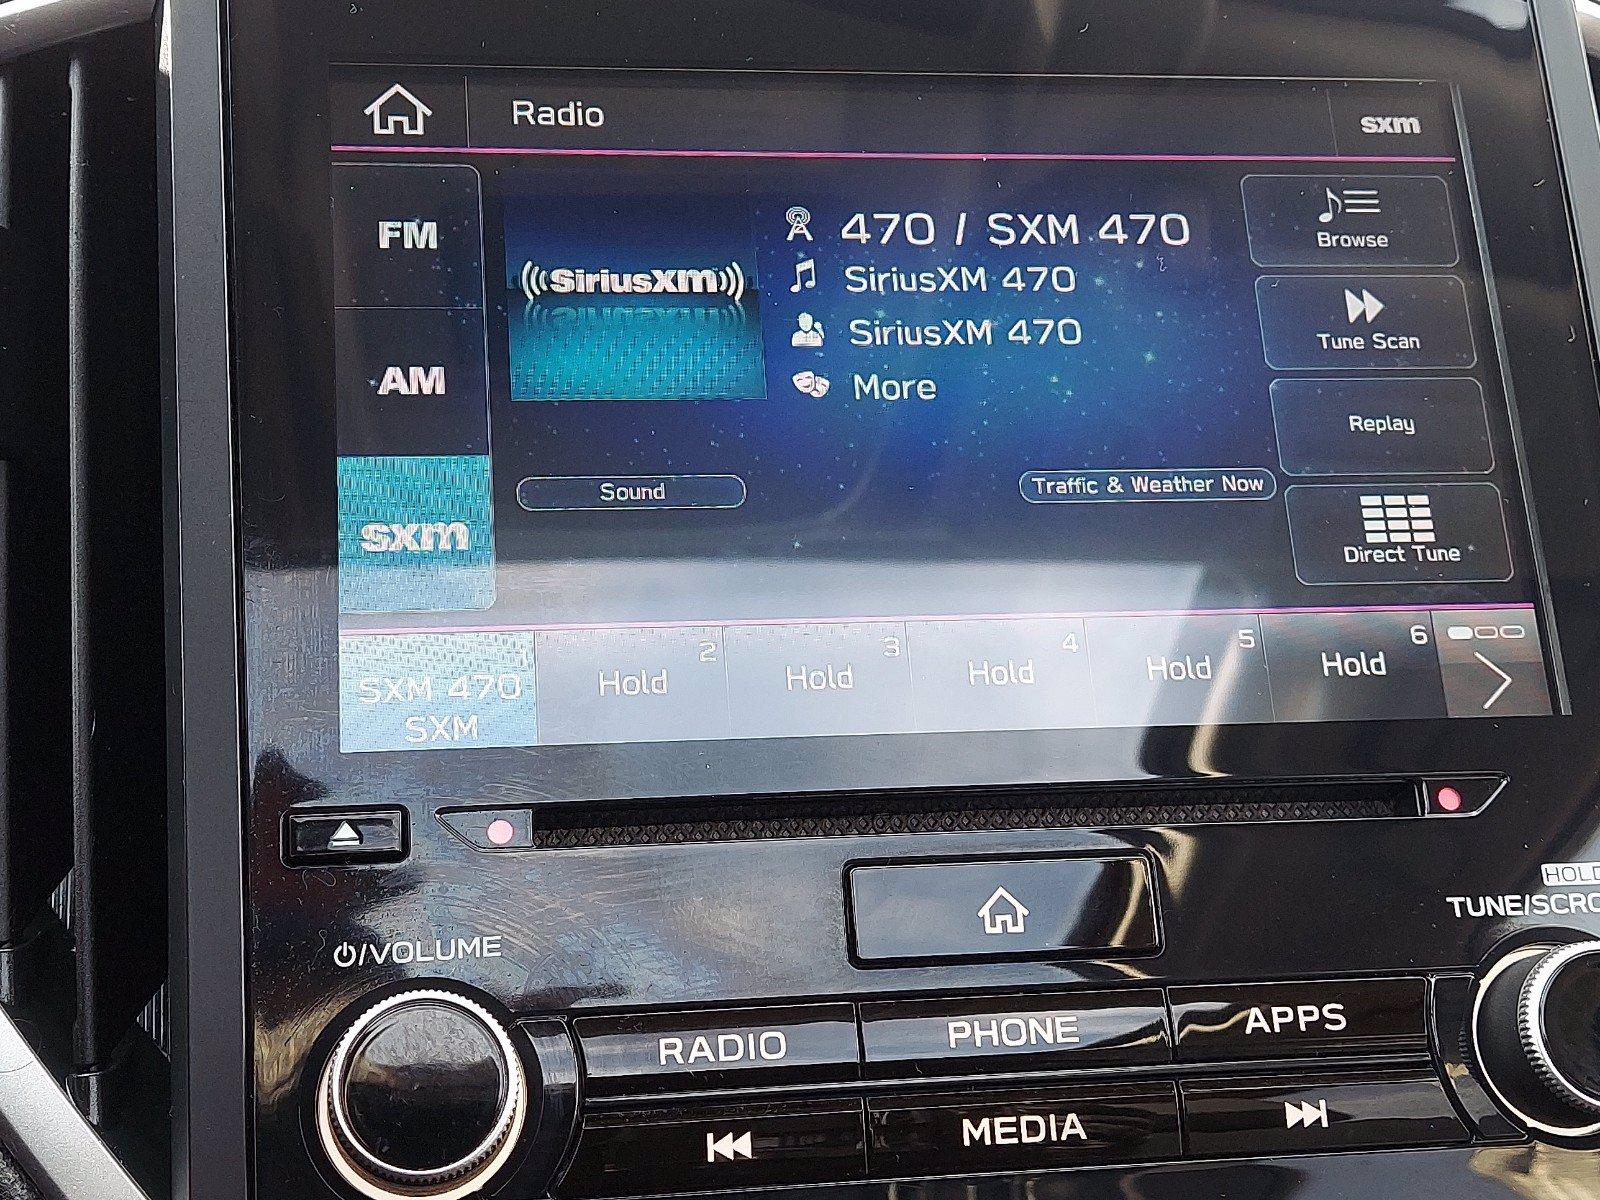 Radio
sxm
FM
AM
sxm
((SiriusXM))
470 / SXM 470
SiriusXM 470
SiriusXM 470
More
Sound
Traffic & Weather Now
Browse
Tune Scan
Replay
Direct Tune
1
SXM 470
SXM
2
Hold
3
Hold
4
Hold
5
Hold
6
Hold
/VOLUME
HOLD
TUNE/SCRO
RADIO
PHONE
APPS
MEDIA